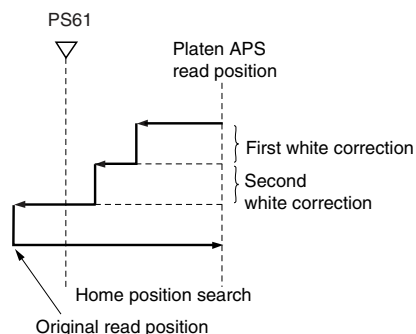 PS61
Platen APS
read position
First white correction
Second
white correction
Home position search
Original read position